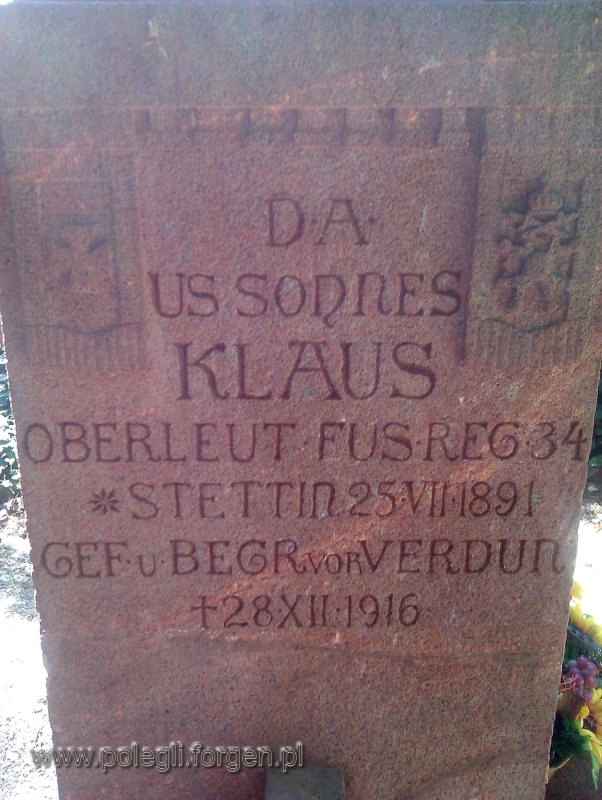 D·A·
US SOHNES
KLAUS
OBERLEUT·FUS·REG·34
*STETTIN 25·VII·1891
GEF·u·BEGR·vor VERDUN
†28 XII·1916
www.polegli.forgen.pl